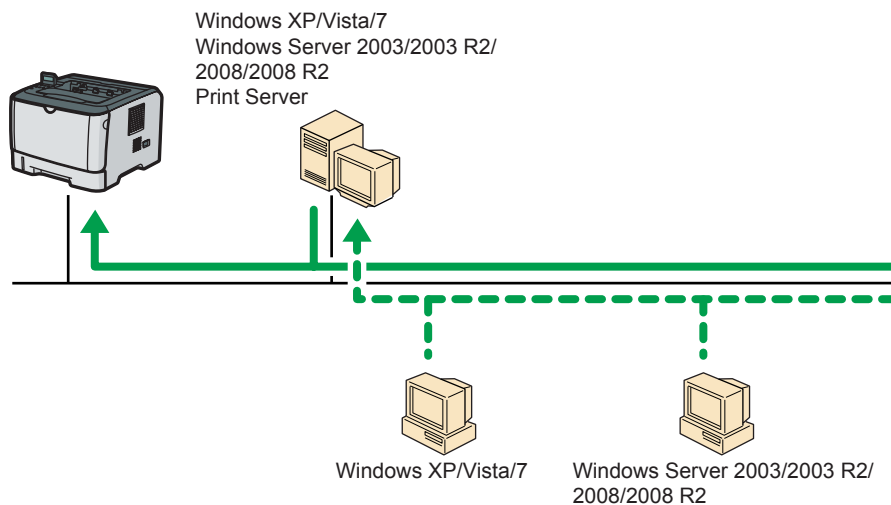 Windows XP/Vista/7
Windows Server 2003/2003 R2/
2008/2008 R2
Print Server
Windows XP/Vista/7
Windows Server 2003/2003 R2/
2008/2008 R2